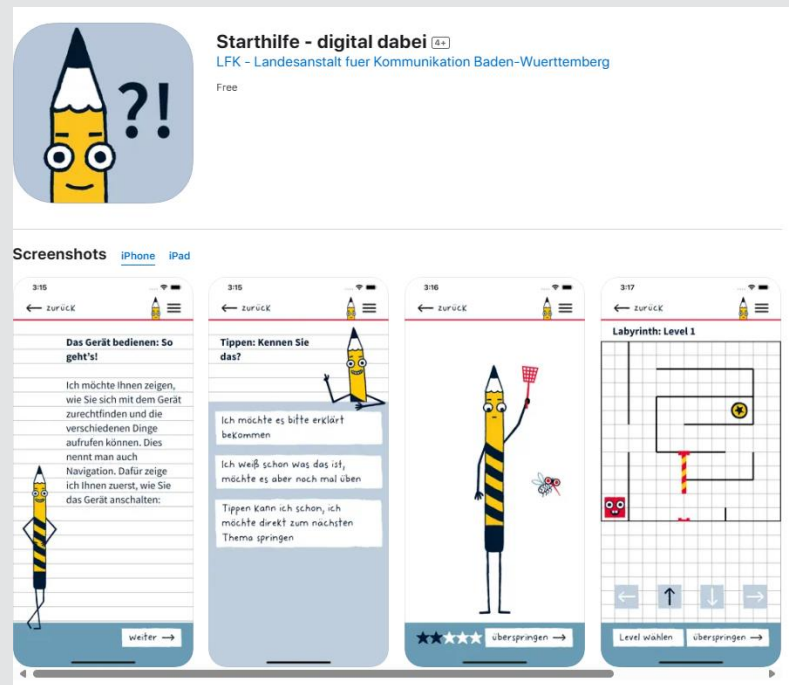 ?!
Starthilfe - digital dabei 4+
LFK - Landesanstalt fuer Kommunikation Baden-Wuerttemberg
Free
Screenshots iPhone iPad
3:15
← zurück
Das Gerät bedienen: So
geht's!
Ich möchte Ihnen zeigen,
wie Sie sich mit dem Gerät
zurechtfinden und die
verschiedenen Dinge
aufrufen können. Dies
nennt man auch
Navigation. Dafür zeige
ich Ihnen zuerst, wie Sie
das Gerät anschalten:
weiter →
3:15
← zurück
Tippen: Kennen Sie
das?
Ich möchte es bitte erklärt
bekommen
Ich weiß schon was das ist,
möchte es aber noch mal üben
Tippen kann ich schon, ich
möchte direkt zum nächsten
Thema springen
3:16
← zurück
überspringen →
3:17
← zurück
Labyrinth: Level 1
← ↑ ↓ →
Level wählen überspringen →